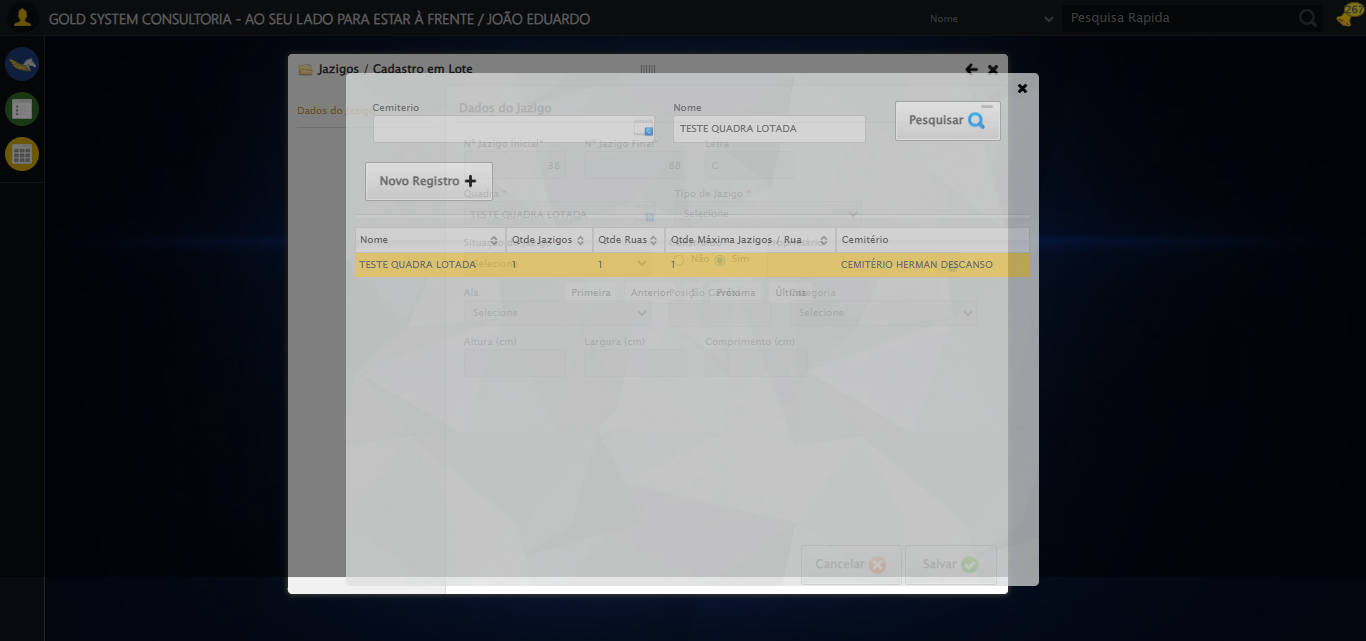 GOLD SYSTEM CONSULTORIA - AO SEU LADO PARA ESTAR À FRENTE / JOÃO EDUARDO
Nome
Pesquisa Rapida
267
Jazigos / Cadastro em Lote
Dados do Jazigo
Cemiterio
Dados do Jazigo
Nome
TESTE QUADRA LOTADA
Pesquisar
Nº Jazigo Inicial*
Nº Jazigo Final*
Letra
36
88
C
Novo Registro
Quadra *
Tipo de Jazigo *
TESTE QUADRA LOTADA
Selecione
Nome
Qtde Jazigos
Qtde Ruas
Qtde Máxima Jazigos / Rua
Cemitério
TESTE QUADRA LOTADA
1
1
1
CEMITÉRIO HERMAN DESCANSO
Selecione
Não
Sim
Ala
Primeira
Anterior
1
Próxima
Última
Categoria
Selecione
Selecione
Altura (cm)
Largura (cm)
Comprimento (cm)
Cancelar
Salvar